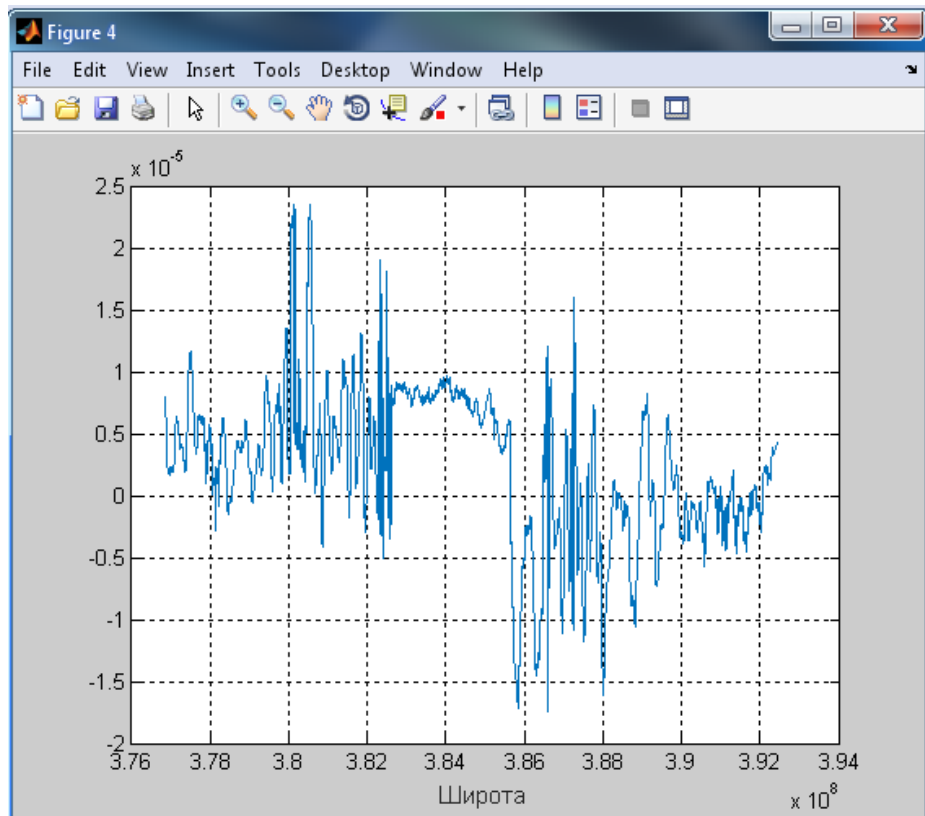 Figure 4
File Edit View Insert Tools Desktop Window Help
x 10⁻⁵
2.5
2
1.5
1
0.5
0
-0.5
-1
-1.5
-2
3.76 3.78 3.8 3.82 3.84 3.86 3.88 3.9 3.92 3.94
Широта
x 10⁸